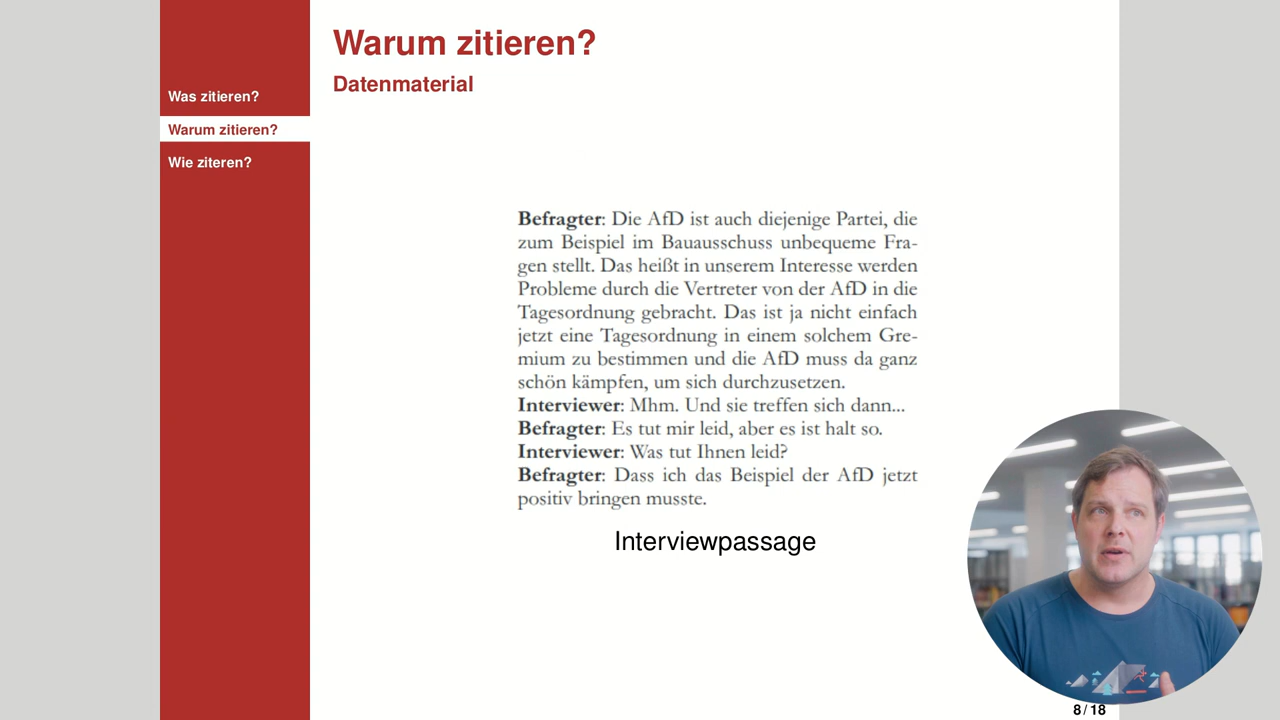 Warum zitieren?
Datenmaterial
Was zitieren?
Warum zitieren?
Wie ziteren?
Befragter: Die AfD ist auch diejenige Partei, die
zum Beispiel im Bauausschuss unbequeme Fra-
gen stellt. Das heißt in unserem Interesse werden
Probleme durch die Vertreter von der AfD in die
Tagesordnung gebracht. Das ist ja nicht einfach
jetzt eine Tagesordnung in einem solchem Gre-
mium zu bestimmen und die AfD muss da ganz
schön kämpfen, um sich durchzusetzen.
Interviewer: Mhm. Und sie treffen sich dann...
Befragter: Es tut mir leid, aber es ist halt so.
Interviewer: Was tut Ihnen leid?
Befragter: Dass ich das Beispiel der AfD jetzt
positiv bringen musste.
Interviewpassage
8 / 18